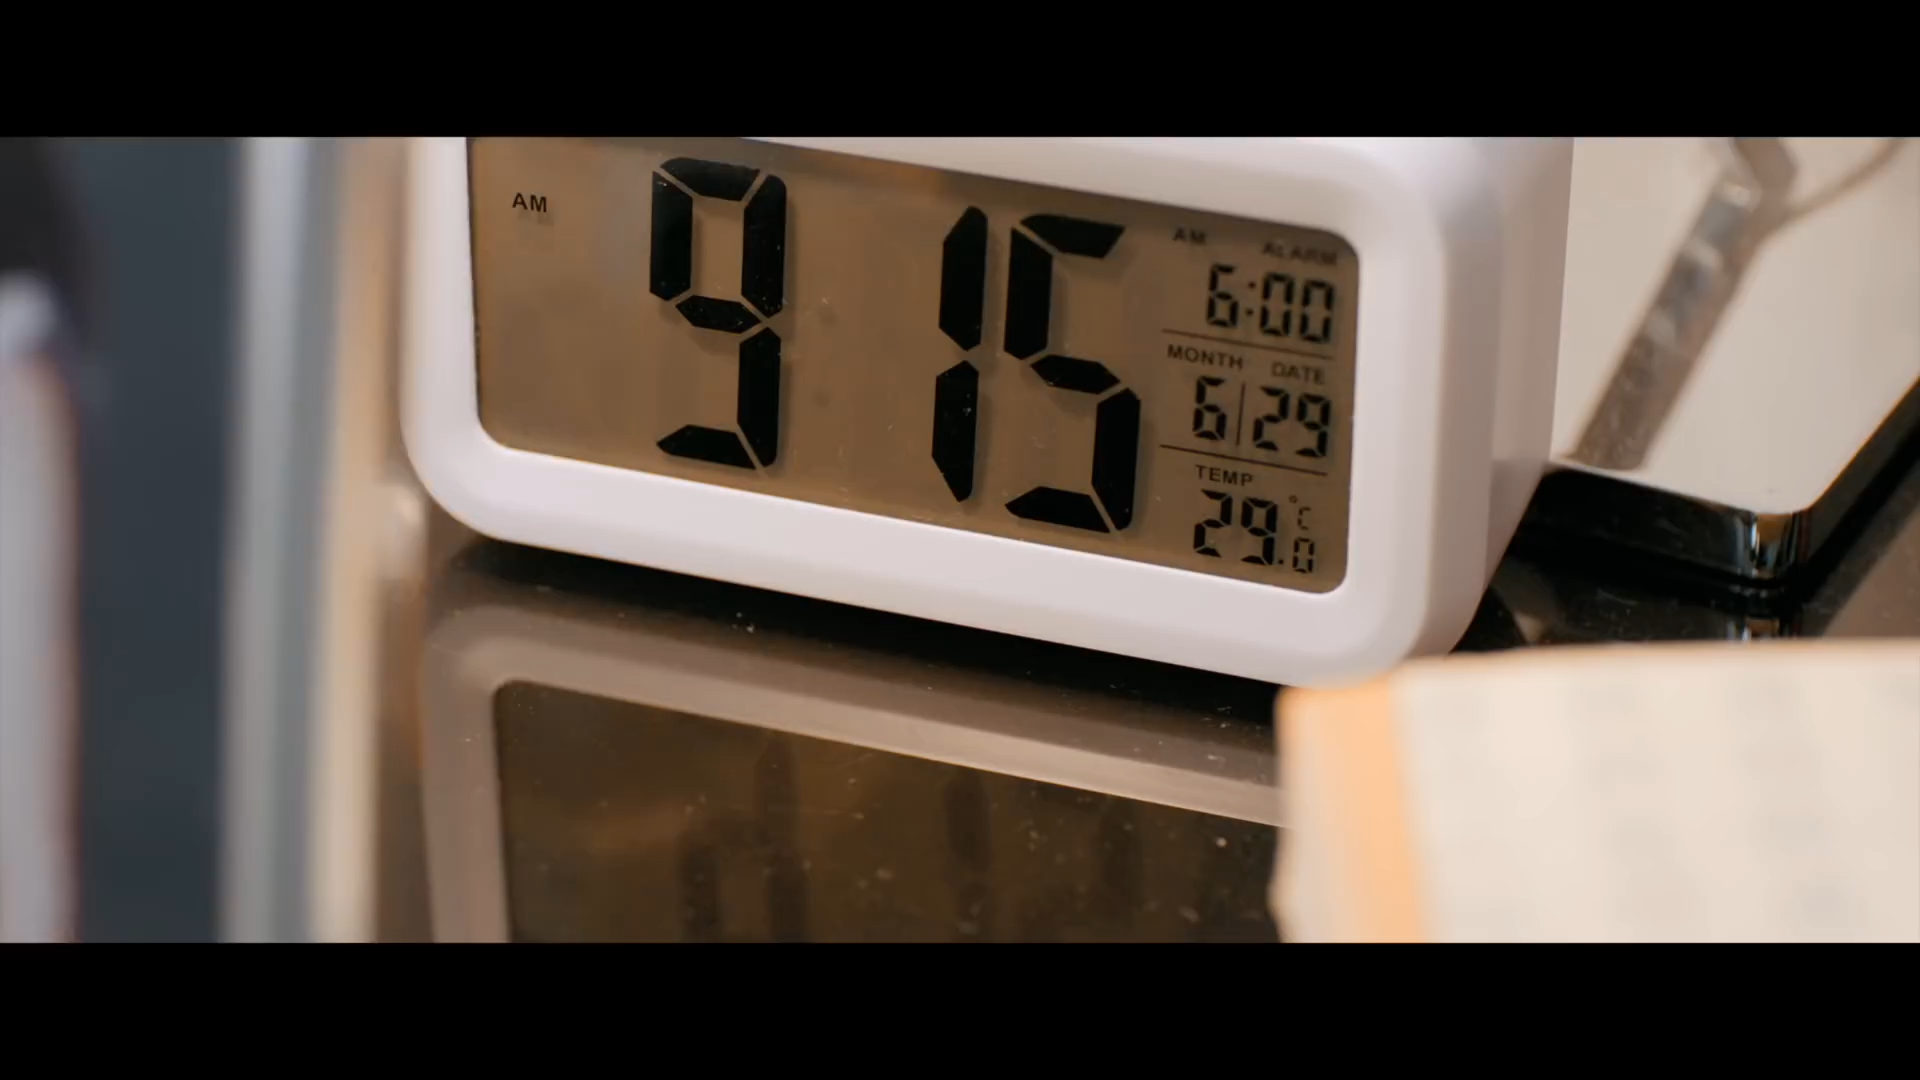 AM
9 15
AM ALARM
6:00
MONTH DATE
6 29
TEMP
29.0 °C